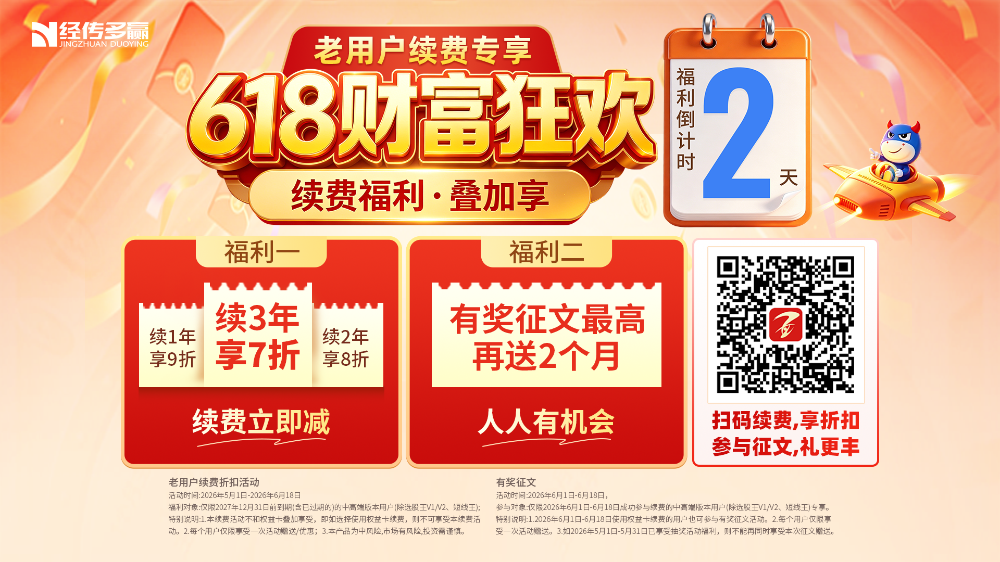 经传多赢
JINGZHUAN DUOYING
老用户续费专享
618财富狂欢
续费福利·叠加享
福利倒计时
2
天
福利一
续1年
享9折
续3年
享7折
续2年
享8折
续费立即减
福利二
有奖征文最高
再送2个月
人人有机会
扫码续费,享折扣
参与征文,礼更丰
老用户续费折扣活动
活动时间:2026年5月1日-2026年6月18日
福利对象:仅限2027年12月31日前到期(含已过期的)的中高端版本用户(除选股王V1/V2、短线王);
特别说明:1.本续费活动不和权益卡叠加享受，即如选择使用权益卡续费，则不可享受本续费活
动。2.每个用户仅限享受一次活动赠送/优惠；3.本产品为中风险,市场有风险,投资需谨慎。
有奖征文
活动时间:2026年6月1日-6月18日，
参与对象:仅限2026年6月1日-6月18日成功参与续费的中高端版本用户(除选股王V1/V2、短线王)专享。
特别说明:1.2026年6月1日-6月18日使用权益卡续费的用户也可参与有奖征文活动。2.每个用户仅限享
受一次活动赠送。3.如2026年5月1日-5月31日已享受抽奖活动福利，则不能再同时享受本次征文赠送。